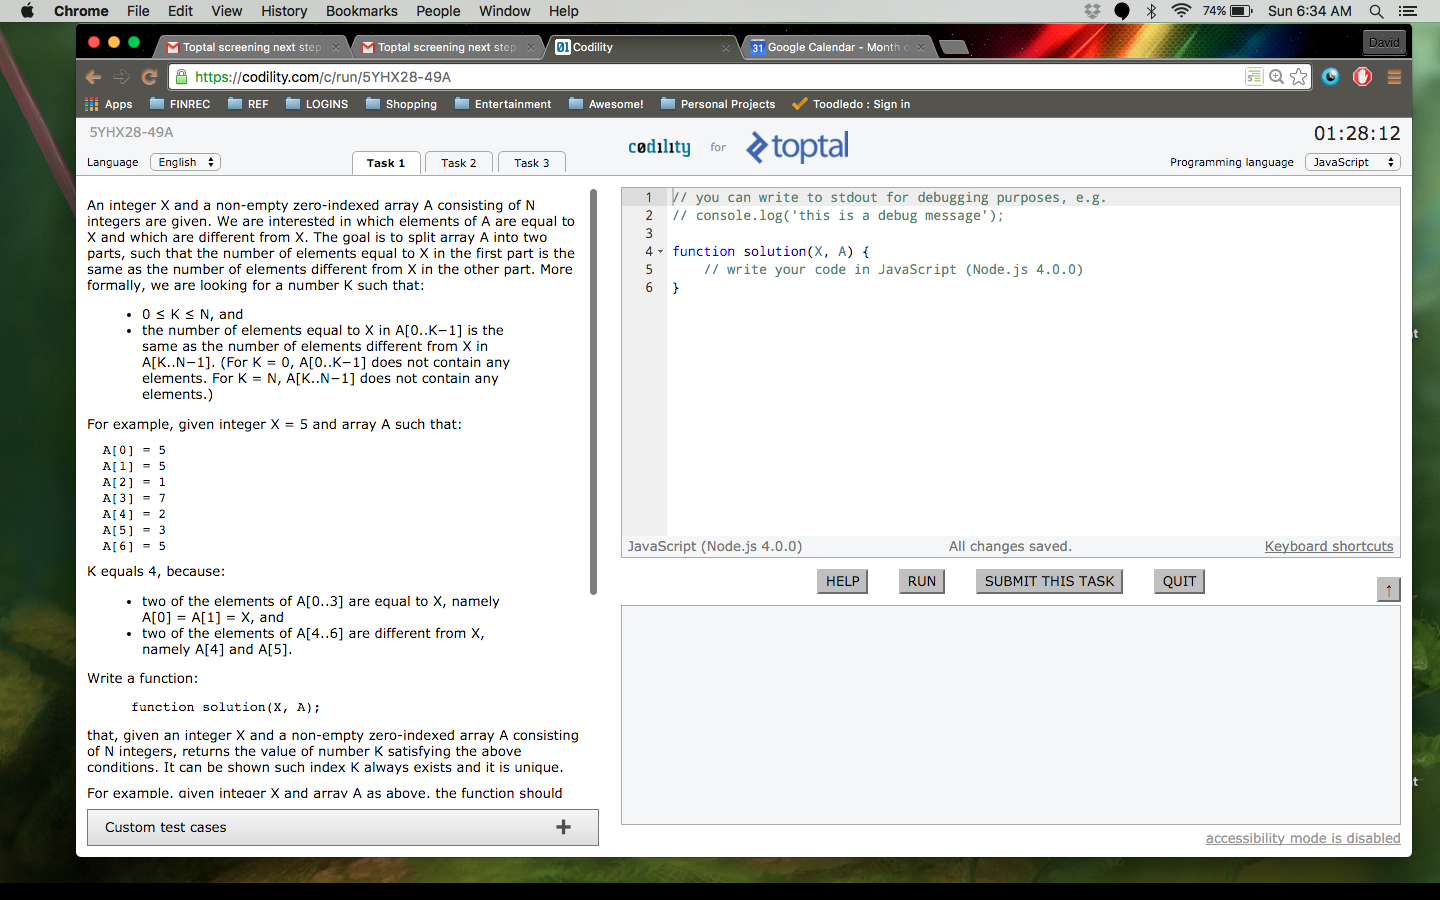 Chrome File Edit View History Bookmarks People Window Help 74% Sun 6:34 AM
Toptal screening next step Toptal screening next step Codility 31 Google Calendar - Month David
https://codility.com/c/run/5YHX28-49A
Apps FINREC REF LOGINS Shopping Entertainment Awesome! Personal Projects Toodledo : Sign in
5YHX28-49A
codility for toptal
01:28:12
Language English Task 1 Task 2 Task 3
Programming language JavaScript
An integer X and a non-empty zero-indexed array A consisting of N
integers are given. We are interested in which elements of A are equal to
X and which are different from X. The goal is to split array A into two
parts, such that the number of elements equal to X in the first part is the
same as the number of elements different from X in the other part. More
formally, we are looking for a number K such that:
• 0 ≤ K ≤ N, and
• the number of elements equal to X in A[0..K−1] is the
same as the number of elements different from X in
A[K..N−1]. (For K = 0, A[0..K−1] does not contain any
elements. For K = N, A[K..N−1] does not contain any
elements.)
For example, given integer X = 5 and array A such that:
A[0] = 5
A[1] = 5
A[2] = 1
A[3] = 7
A[4] = 2
A[5] = 3
A[6] = 5
K equals 4, because:
• two of the elements of A[0..3] are equal to X, namely
A[0] = A[1] = X, and
• two of the elements of A[4..6] are different from X,
namely A[4] and A[5].
Write a function:
function solution(X, A);
that, given an integer X and a non-empty zero-indexed array A consisting
of N integers, returns the value of number K satisfying the above
conditions. It can be shown such index K always exists and it is unique.
For example, given integer X and array A as above, the function should
Custom test cases +
1 // you can write to stdout for debugging purposes, e.g.
2 // console.log('this is a debug message');
3
4 function solution(X, A) {
5 // write your code in JavaScript (Node.js 4.0.0)
6 }
JavaScript (Node.js 4.0.0) All changes saved. Keyboard shortcuts
HELP RUN SUBMIT THIS TASK QUIT
↑
accessibility mode is disabled